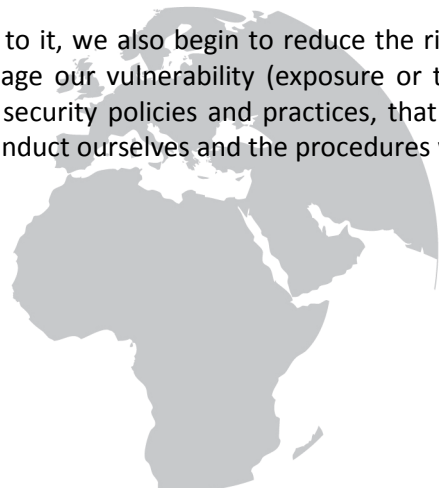 to it, we also begin to reduce the ri
age our vulnerability (exposure or t
security policies and practices, that
nduct ourselves and the procedures